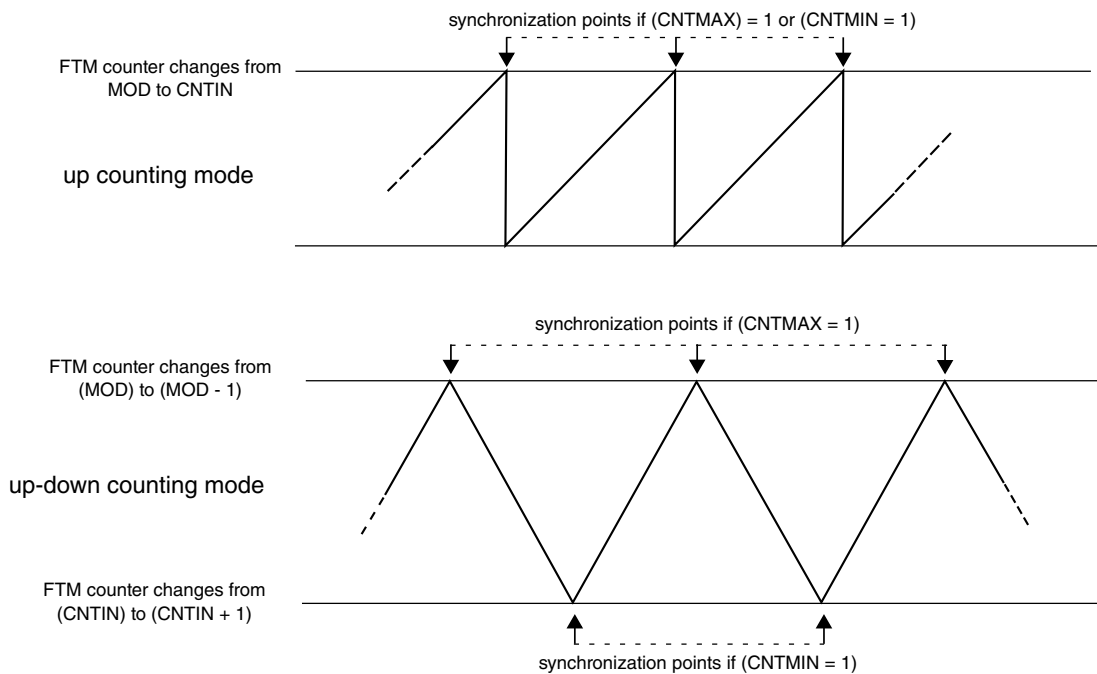 synchronization points if (CNTMAX) = 1 or (CNTMIN = 1)
FTM counter changes from
MOD to CNTIN
up counting mode
synchronization points if (CNTMAX = 1)
FTM counter changes from
(MOD) to (MOD - 1)
up-down counting mode
FTM counter changes from
(CNTIN) to (CNTIN + 1)
synchronization points if (CNTMIN = 1)